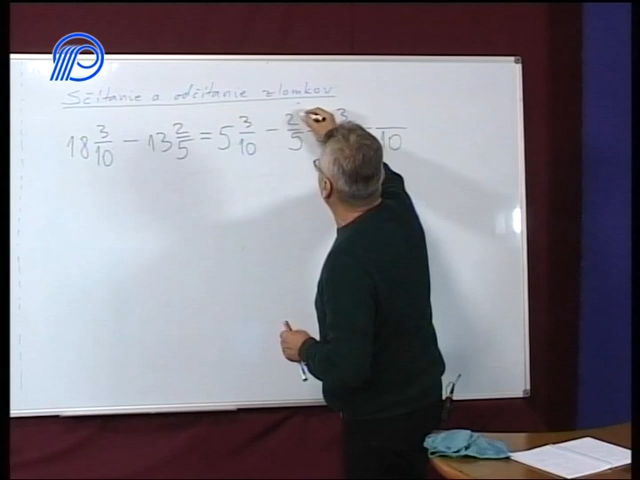 Sčítanie a odčítanie zlomkov
18 3/10 − 13 2/5 = 5 3/10 − 2/5